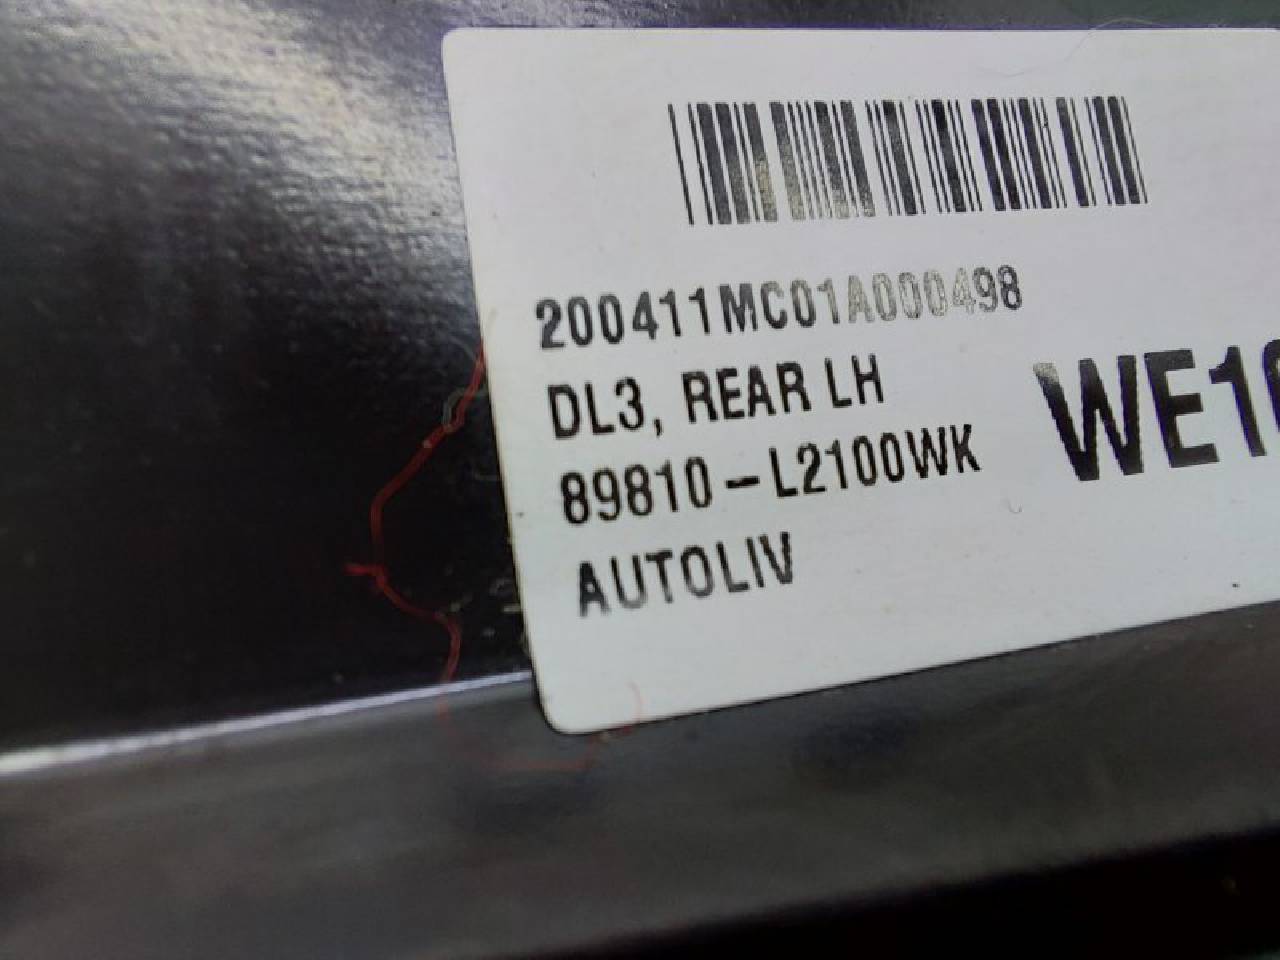 200411MC01A000498
DL3, REAR LH
89810-L2100WK
AUTOLIV